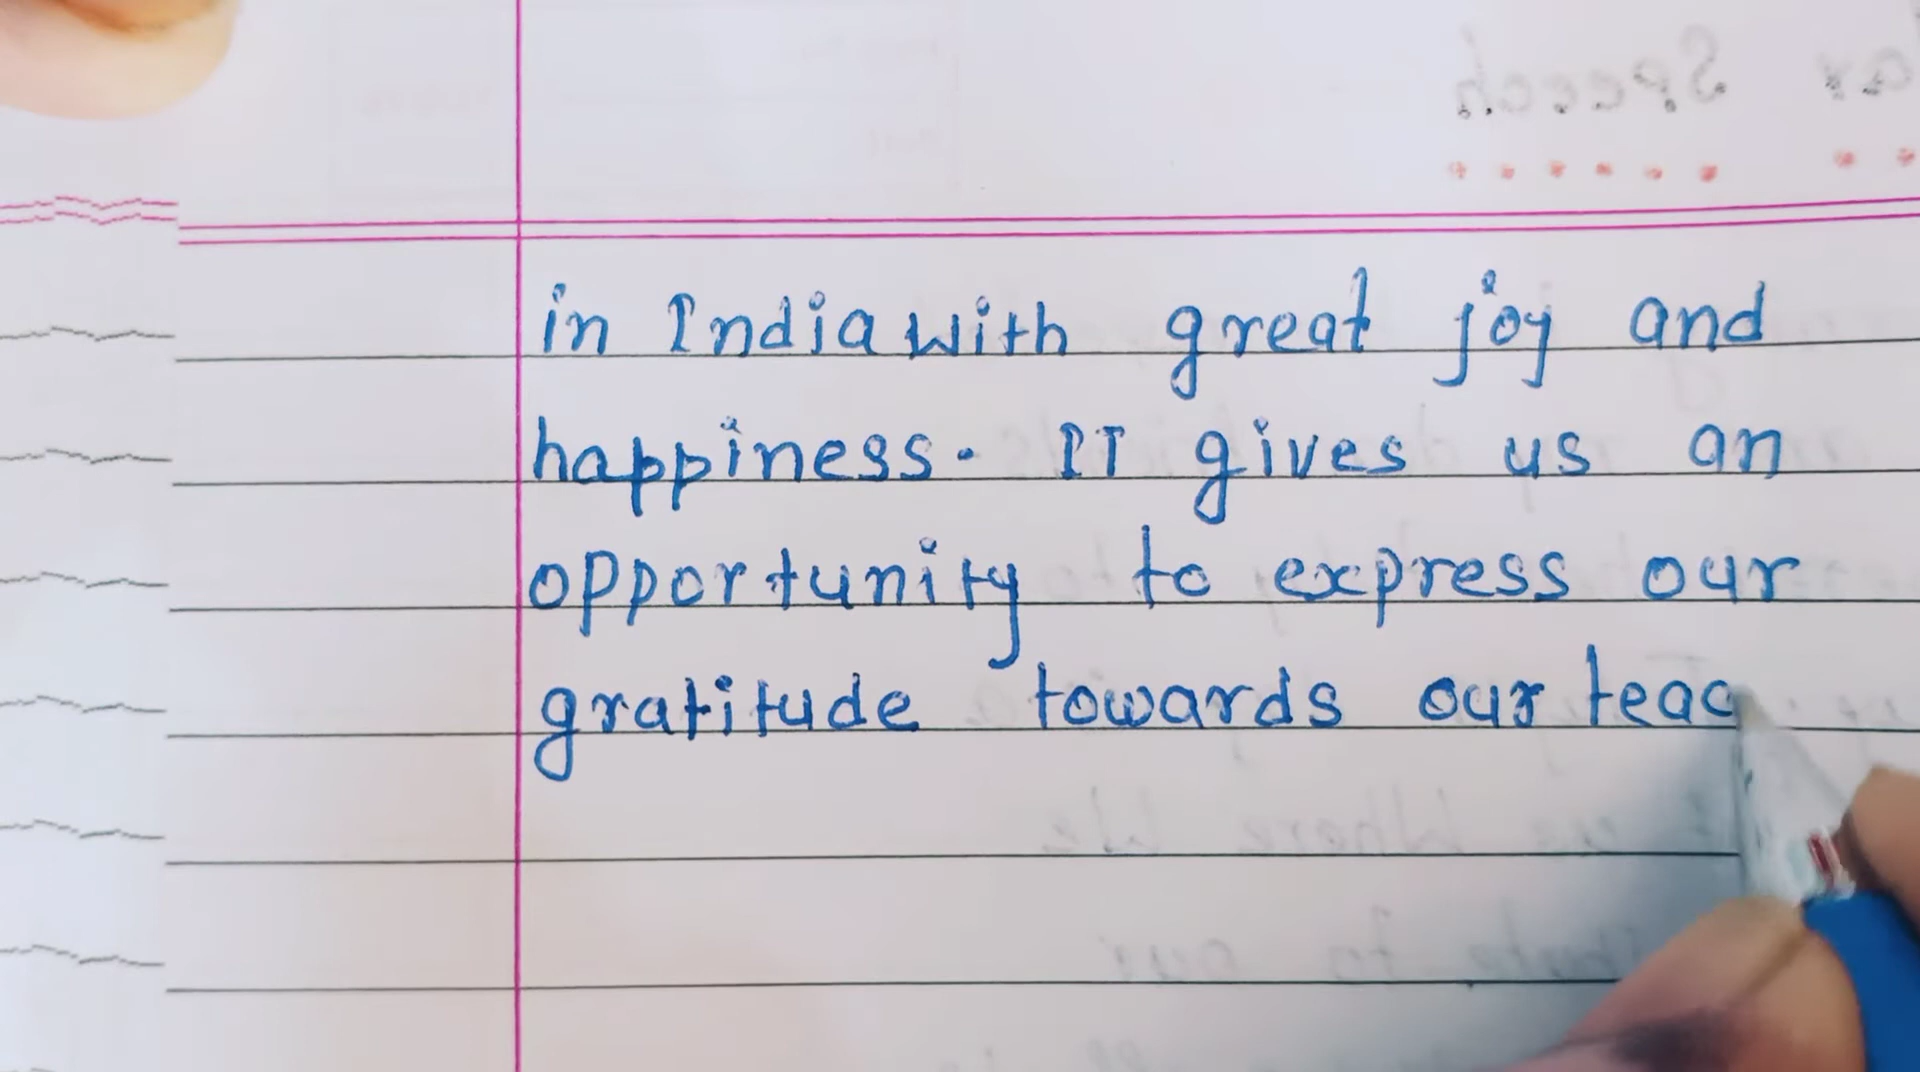 in India with great joy and
happiness. It gives us an
opportunity to express our
gratitude towards our teac